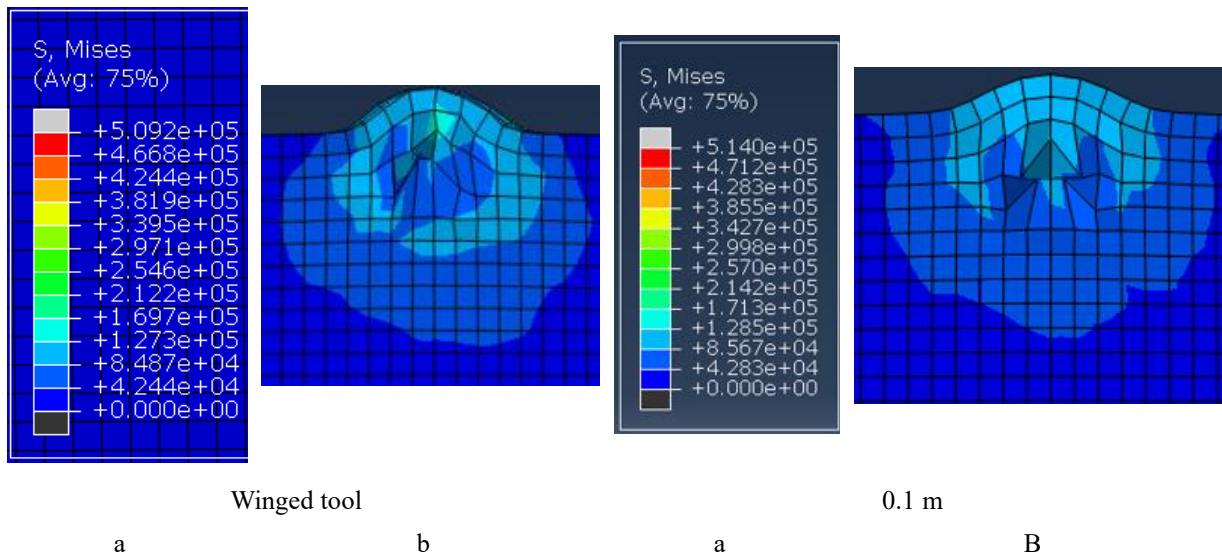 S, Mises
(Avg: 75%)
+5.092e+05
+4.668e+05
+4.244e+05
+3.819e+05
+3.395e+05
+2.971e+05
+2.546e+05
+2.122e+05
+1.697e+05
+1.273e+05
+8.487e+04
+4.244e+04
+0.000e+00
S, Mises
(Avg: 75%)
+5.140e+05
+4.712e+05
+4.283e+05
+3.855e+05
+3.427e+05
+2.998e+05
+2.570e+05
+2.142e+05
+1.713e+05
+1.285e+05
+8.567e+04
+4.283e+04
+0.000e+00
Winged tool
0.1 m
a
b
a
B